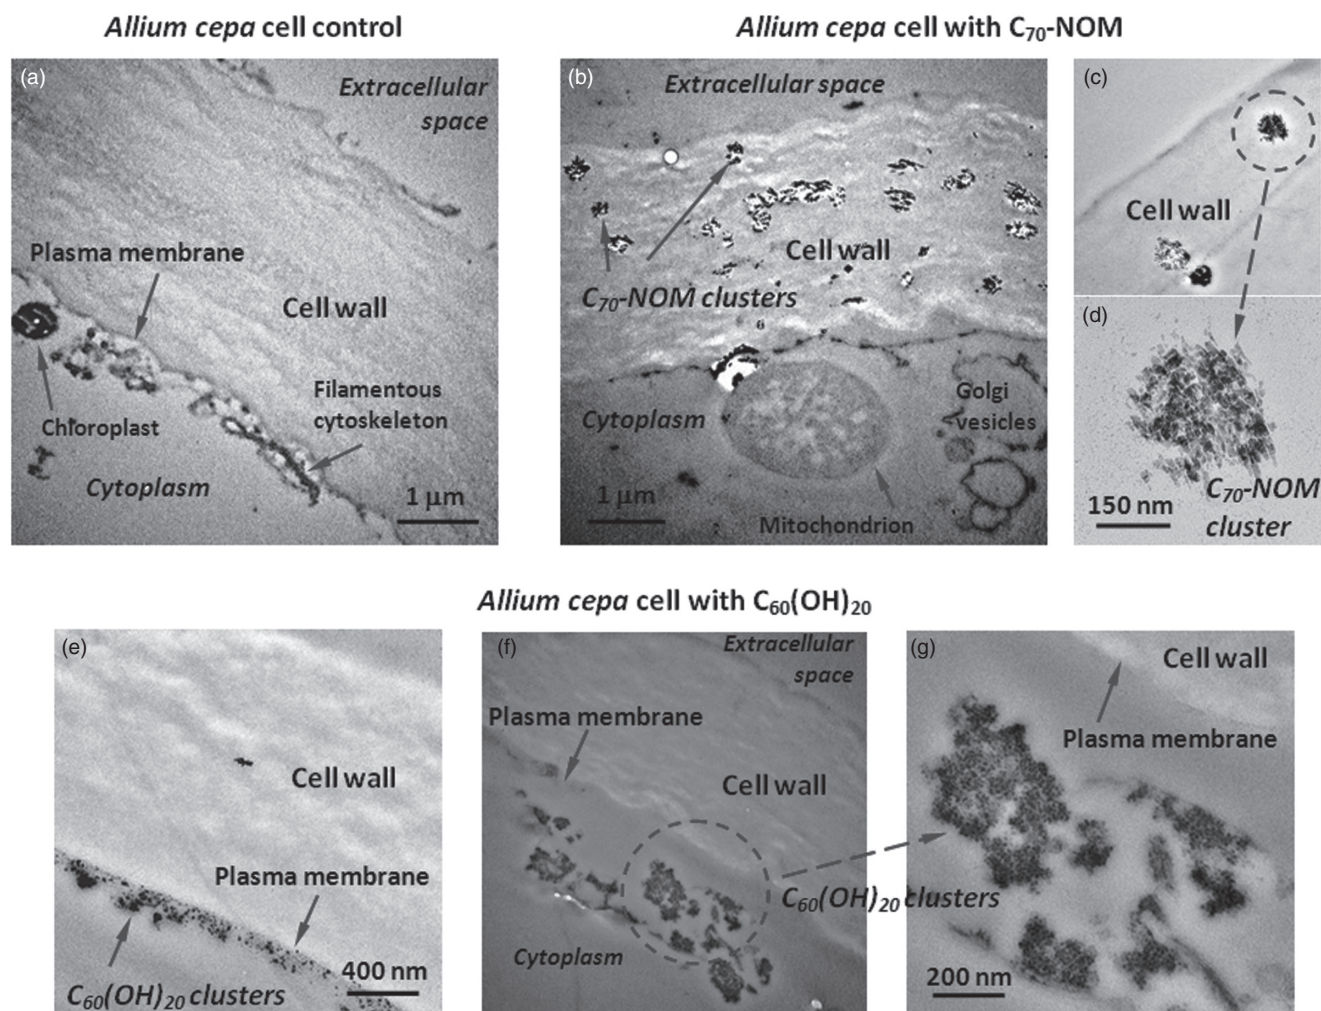 Allium cepa cell control
Allium cepa cell with C₇₀-NOM
(a)
Extracellular
space
Plasma membrane
Cell wall
Filamentous
cytoskeleton
Chloroplast
Cytoplasm
1 µm
(b)
Extracellular space
Cell wall
C₇₀-NOM clusters
Cytoplasm
Golgi
vesicles
1 µm
Mitochondrion
(c)
Cell wall
(d)
C₇₀-NOM
cluster
150 nm
Allium cepa cell with C₆₀(OH)₂₀
(e)
Cell wall
Plasma membrane
400 nm
C₆₀(OH)₂₀ clusters
(f)
Extracellular
space
Plasma membrane
Cell wall
C₆₀(OH)₂₀ clusters
Cytoplasm
(g)
Cell wall
Plasma membrane
200 nm